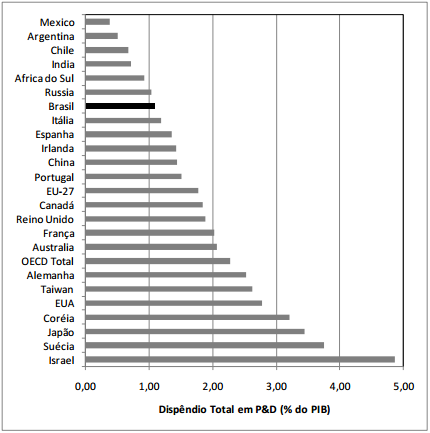 Mexico
Argentina
Chile
India
Africa do Sul
Russia
Brasil
Itália
Espanha
Irlanda
China
Portugal
EU-27
Canadá
Reino Unido
França
Australia
OECD Total
Alemanha
Taiwan
EUA
Coréia
Japão
Suécia
Israel
0,00 1,00 2,00 3,00 4,00 5,00
Dispêndio Total em P&D (% do PIB)